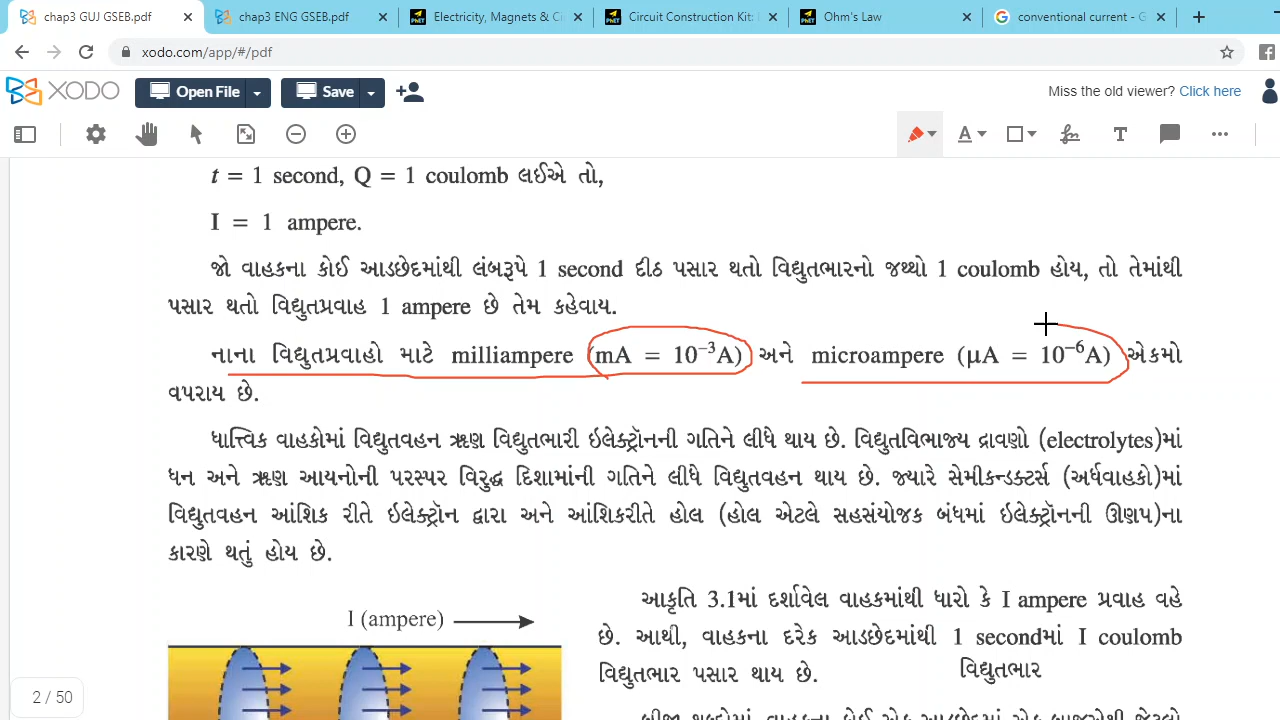 chap3 GUJ GSEB.pdf
chap3 ENG GSEB.pdf
Electricity, Magnets & Ci
Circuit Construction Kit:
Ohm's Law
conventional current - G
xodo.com/app/#/pdf
XODO
Open File
Save
Miss the old viewer? Click here
t = 1 second, Q = 1 coulomb લઈએ તો,
I = 1 ampere.
જો વાહકના કોઈ આડછેદમાંથી લંબરૂપે 1 second દીઠ પસાર થતો વિદ્યુતભારનો જથ્થો 1 coulomb હોય, તો તેમાંથી
પસાર થતો વિદ્યુતપ્રવાહ 1 ampere છે તેમ કહેવાય.
નાના વિદ્યુતપ્રવાહો માટે milliampere (mA = 10⁻³A) અને microampere (μA = 10⁻⁶A) એકમો
વપરાય છે.
ધાત્ત્વિક વાહકોમાં વિદ્યુતવહન ઋણ વિદ્યુતભારી ઇલેક્ટ્રૉનની ગતિને લીધે થાય છે. વિદ્યુતવિભાજ્ય દ્રાવણો (electrolytes)માં
ધન અને ઋણ આયનોની પરસ્પર વિરુદ્ધ દિશામાંની ગતિને લીધે વિદ્યુતવહન થાય છે. જ્યારે સેમીકન્ડક્ટર્સ (અર્ધવાહકો)માં
વિદ્યુતવહન આંશિક રીતે ઇલેક્ટ્રૉન દ્વારા અને આંશિકરીતે હોલ (હોલ એટલે સહસંયોજક બંધમાં ઇલેક્ટ્રૉનની ઊણપ)ના
કારણે થતું હોય છે.
I (ampere)
આકૃતિ 3.1માં દર્શાવેલ વાહકમાંથી ધારો કે I ampere પ્રવાહ વહે
છે. આથી, વાહકના દરેક આડછેદમાંથી 1 secondમાં I coulomb
વિદ્યુતભાર પસાર થાય છે.
વિદ્યુતભાર
2 / 50